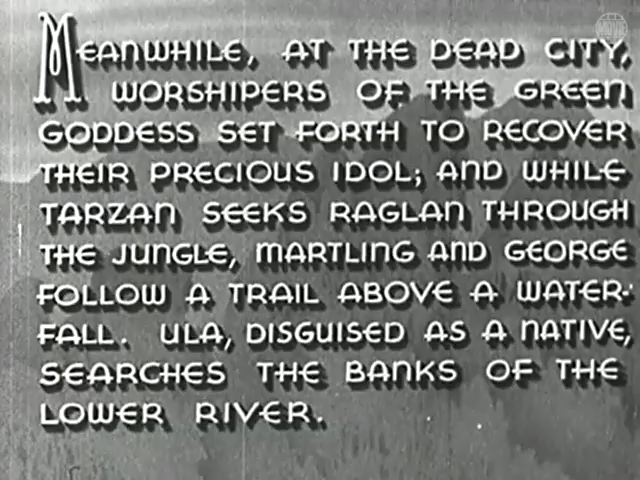 MEANWHILE, AT THE DEAD CITY,
WORSHIPERS OF THE GREEN
GODDESS SET FORTH TO RECOVER
THEIR PRECIOUS IDOL; AND WHILE
TARZAN SEEKS RAGLAN THROUGH
THE JUNGLE, MARTLING AND GEORGE
FOLLOW A TRAIL ABOVE A WATER-
FALL. ULA, DISGUISED AS A NATIVE,
SEARCHES THE BANKS OF THE
LOWER RIVER.